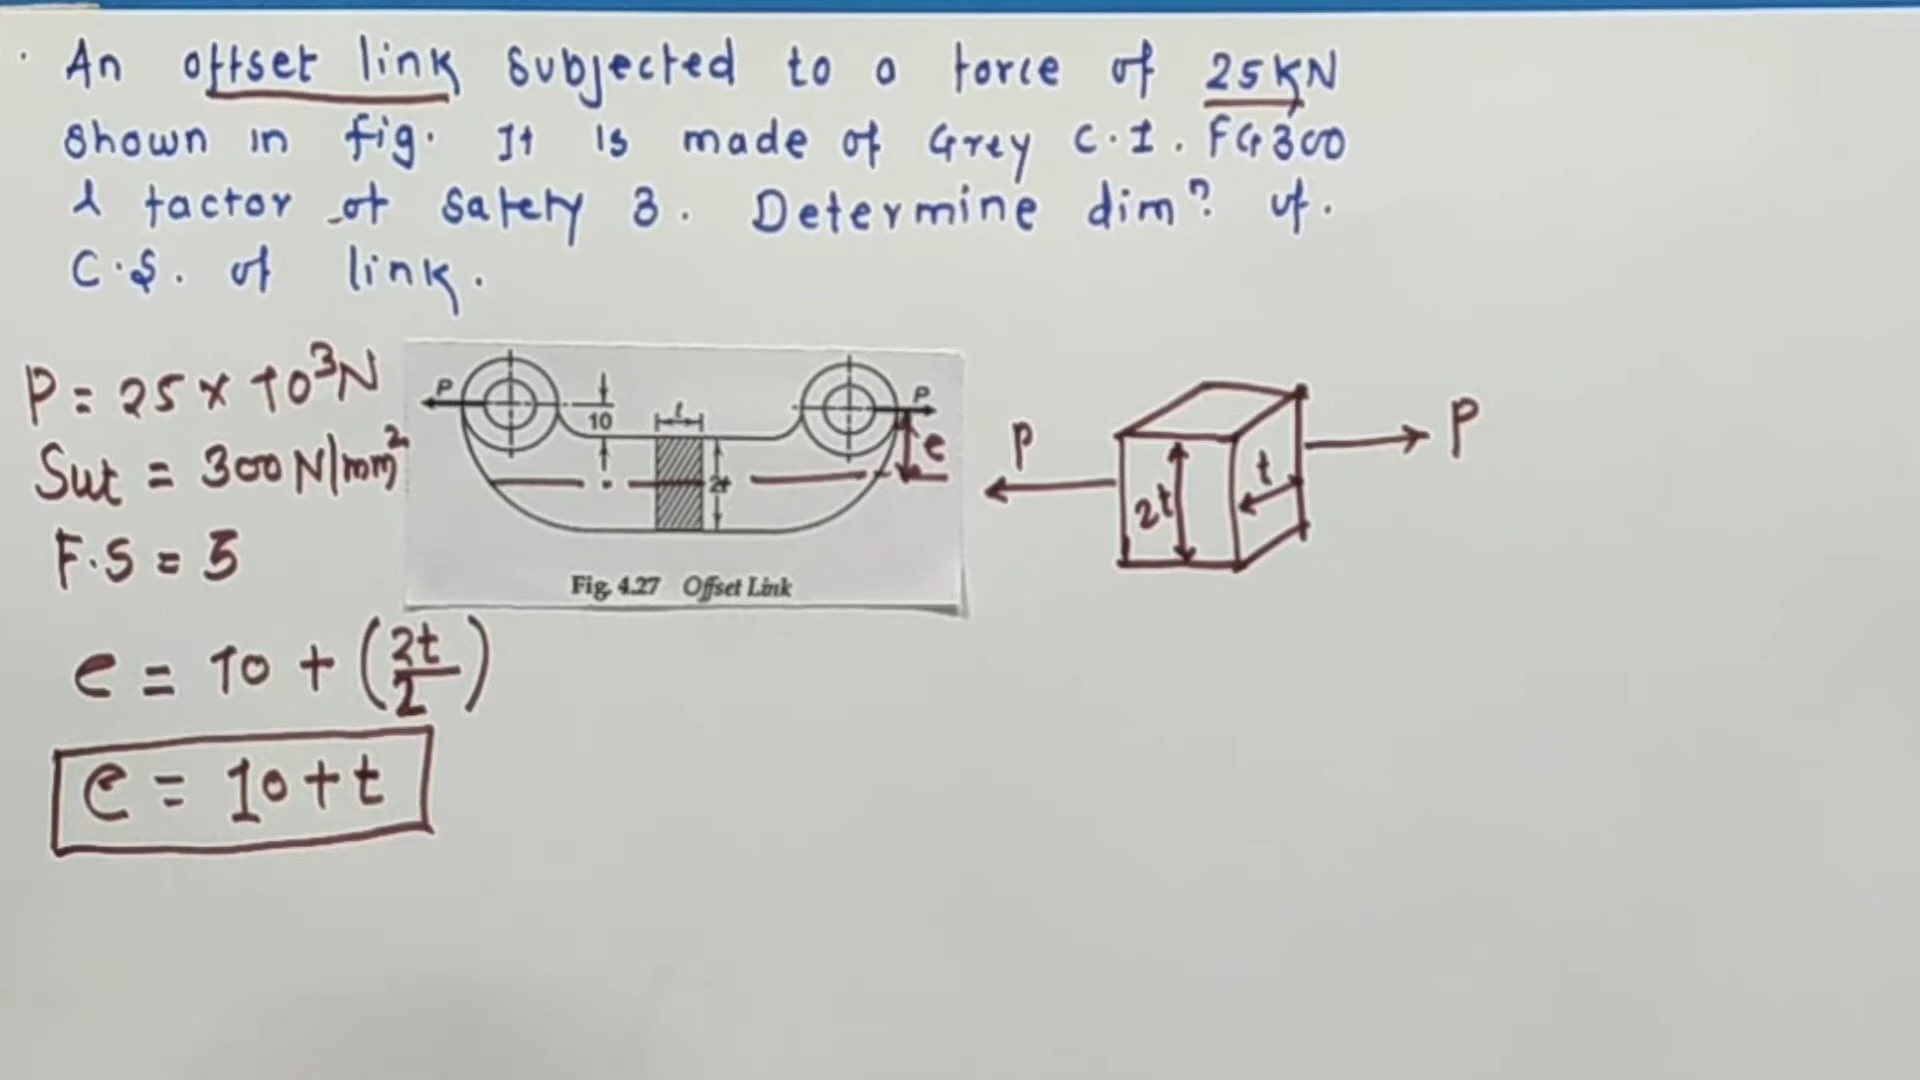 An offset link subjected to a force of 25KN
shown in fig. It is made of Grey C.I. FG300
& factor of safety 3. Determine dimn of.
C.S. of link.
P = 25 × 10³N
Sut = 300 N/mm²
F.S = 3
e = 10 + (2t/2)
e = 10+t
P
10
t
2t
P
e
Fig. 4.27 Offset Link
P
2t
t
P